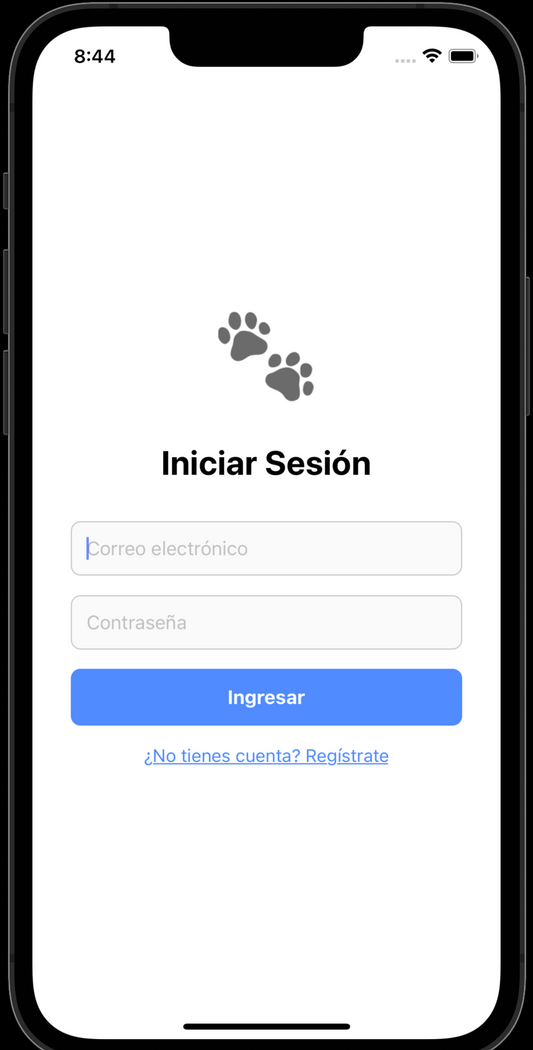 8:44
Iniciar Sesión
Correo electrónico
Contraseña
Ingresar
¿No tienes cuenta? Regístrate